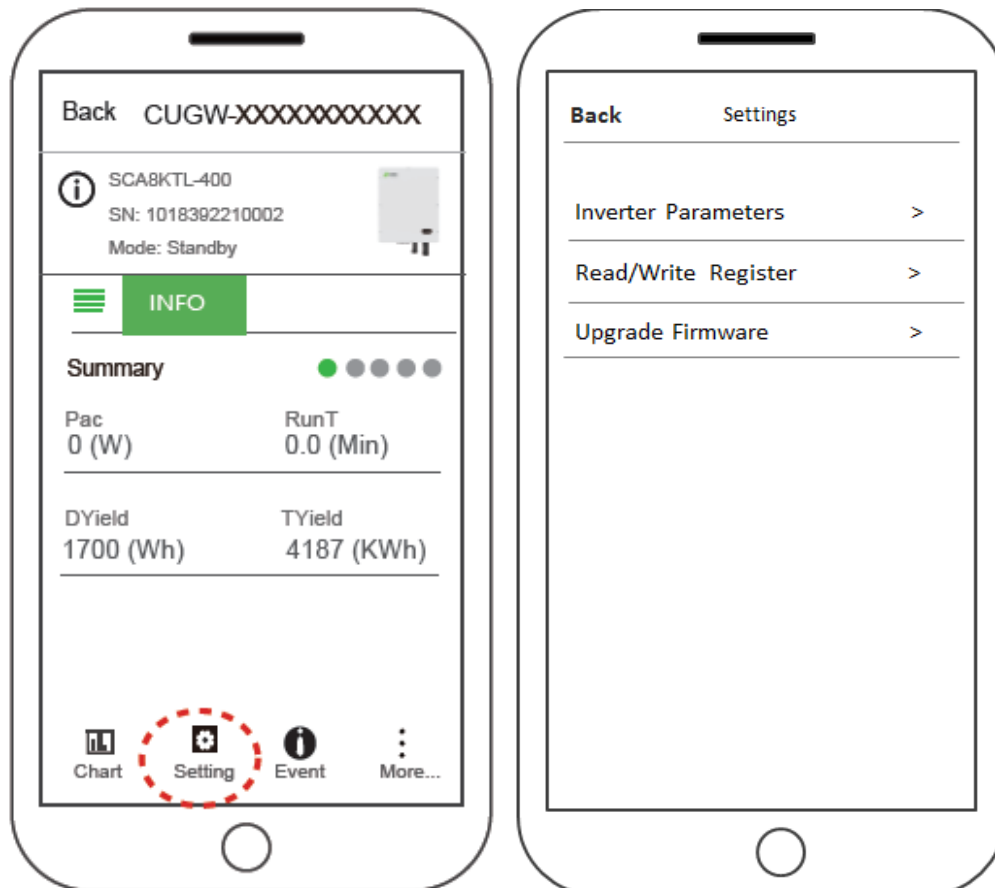 Back CUGW-XXXXXXXXXXX
SCA8KTL-400
SN: 1018392210002
Mode: Standby
INFO
Summary
Pac RunT
0 (W) 0.0 (Min)
DYield TYield
1700 (Wh) 4187 (KWh)
Chart Setting Event More...
Back Settings
Inverter Parameters >
Read/Write Register >
Upgrade Firmware >